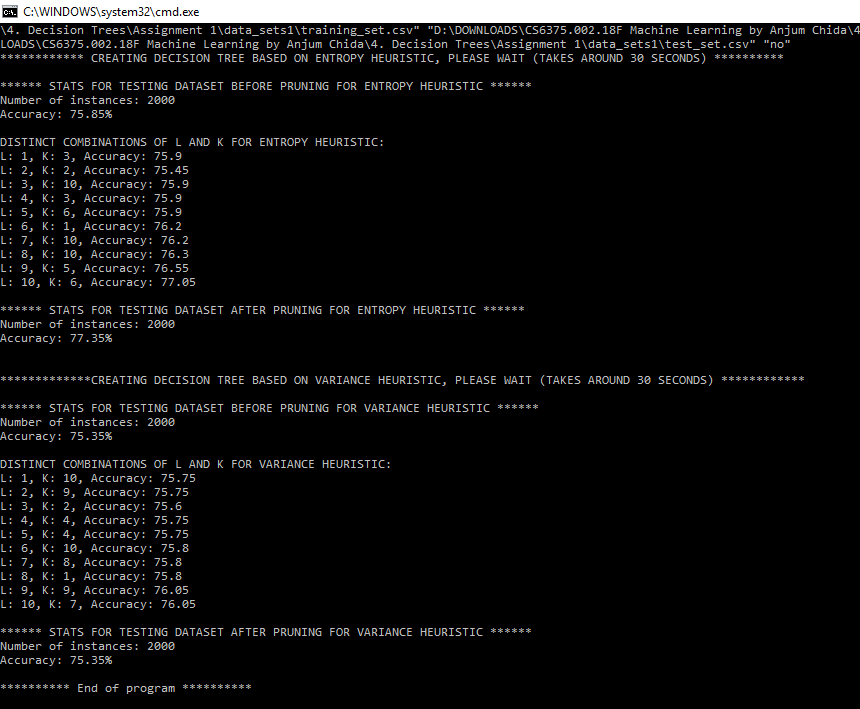 C:\WINDOWS\system32\cmd.exe
\4. Decision Trees\Assignment 1\data_sets1\training_set.csv" "D:\DOWNLOADS\CS6375.002.18F Machine Learning by Anjum Chida\4
LOADS\CS6375.002.18F Machine Learning by Anjum Chida\4. Decision Trees\Assignment 1\data_sets1\test_set.csv" "no"
************ CREATING DECISION TREE BASED ON ENTROPY HEURISTIC, PLEASE WAIT (TAKES AROUND 30 SECONDS) **********
****** STATS FOR TESTING DATASET BEFORE PRUNING FOR ENTROPY HEURISTIC ******
Number of instances: 2000
Accuracy: 75.85%
DISTINCT COMBINATIONS OF L AND K FOR ENTROPY HEURISTIC:
L: 1, K: 3, Accuracy: 75.9
L: 2, K: 2, Accuracy: 75.45
L: 3, K: 10, Accuracy: 75.9
L: 4, K: 3, Accuracy: 75.9
L: 5, K: 6, Accuracy: 75.9
L: 6, K: 1, Accuracy: 76.2
L: 7, K: 10, Accuracy: 76.2
L: 8, K: 10, Accuracy: 76.3
L: 9, K: 5, Accuracy: 76.55
L: 10, K: 6, Accuracy: 77.05
****** STATS FOR TESTING DATASET AFTER PRUNING FOR ENTROPY HEURISTIC ******
Number of instances: 2000
Accuracy: 77.35%
*************CREATING DECISION TREE BASED ON VARIANCE HEURISTIC, PLEASE WAIT (TAKES AROUND 30 SECONDS) ************
****** STATS FOR TESTING DATASET BEFORE PRUNING FOR VARIANCE HEURISTIC ******
Number of instances: 2000
Accuracy: 75.35%
DISTINCT COMBINATIONS OF L AND K FOR VARIANCE HEURISTIC:
L: 1, K: 10, Accuracy: 75.75
L: 2, K: 9, Accuracy: 75.75
L: 3, K: 2, Accuracy: 75.6
L: 4, K: 4, Accuracy: 75.75
L: 5, K: 4, Accuracy: 75.75
L: 6, K: 10, Accuracy: 75.8
L: 7, K: 8, Accuracy: 75.8
L: 8, K: 1, Accuracy: 75.8
L: 9, K: 9, Accuracy: 76.05
L: 10, K: 7, Accuracy: 76.05
****** STATS FOR TESTING DATASET AFTER PRUNING FOR VARIANCE HEURISTIC ******
Number of instances: 2000
Accuracy: 75.35%
********** End of program **********